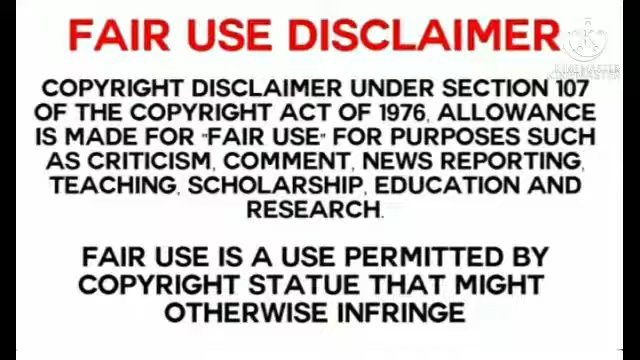 FAIR USE DISCLAIMER
KINEMASTER
COPYRIGHT DISCLAIMER UNDER SECTION 107
OF THE COPYRIGHT ACT OF 1976, ALLOWANCE
IS MADE FOR "FAIR USE" FOR PURPOSES SUCH
AS CRITICISM, COMMENT, NEWS REPORTING,
TEACHING, SCHOLARSHIP, EDUCATION AND
RESEARCH.
FAIR USE IS A USE PERMITTED BY
COPYRIGHT STATUE THAT MIGHT
OTHERWISE INFRINGE